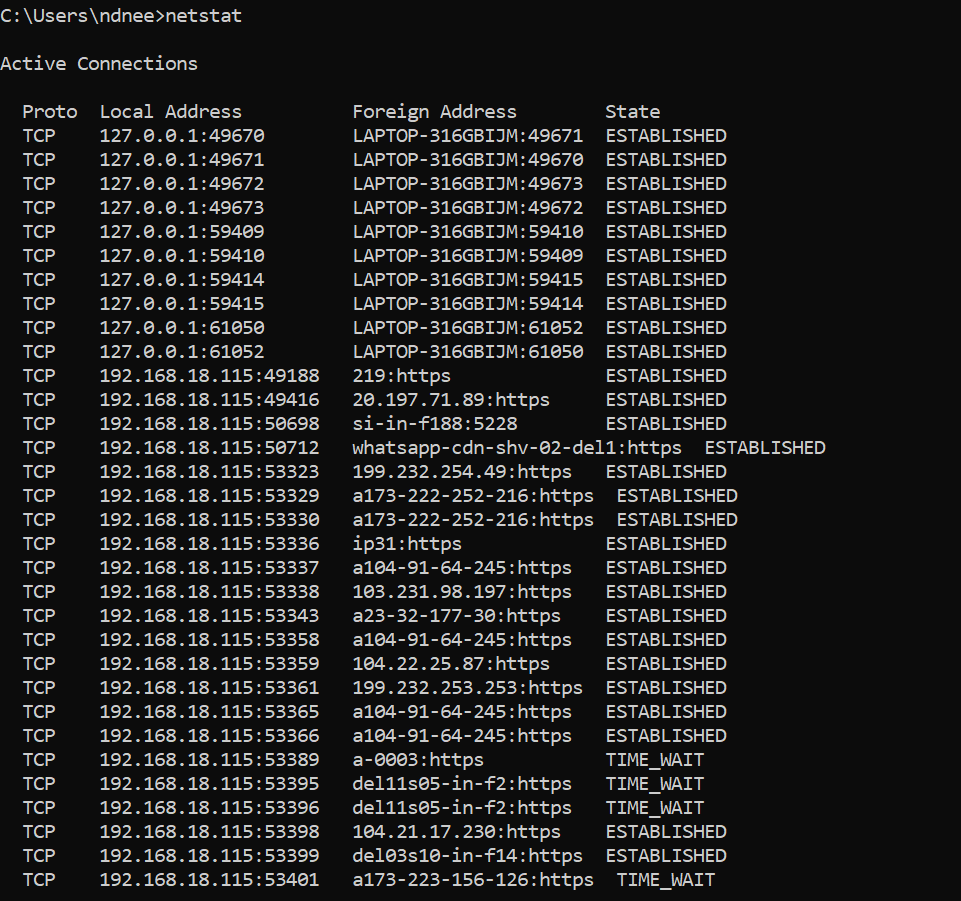 C:\Users\ndnee>netstat
Active Connections
Proto  Local Address          Foreign Address        State
TCP    127.0.0.1:49670        LAPTOP-316GBIJM:49671  ESTABLISHED
TCP    127.0.0.1:49671        LAPTOP-316GBIJM:49670  ESTABLISHED
TCP    127.0.0.1:49672        LAPTOP-316GBIJM:49673  ESTABLISHED
TCP    127.0.0.1:49673        LAPTOP-316GBIJM:49672  ESTABLISHED
TCP    127.0.0.1:59409        LAPTOP-316GBIJM:59410  ESTABLISHED
TCP    127.0.0.1:59410        LAPTOP-316GBIJM:59409  ESTABLISHED
TCP    127.0.0.1:59414        LAPTOP-316GBIJM:59415  ESTABLISHED
TCP    127.0.0.1:59415        LAPTOP-316GBIJM:59414  ESTABLISHED
TCP    127.0.0.1:61050        LAPTOP-316GBIJM:61052  ESTABLISHED
TCP    127.0.0.1:61052        LAPTOP-316GBIJM:61050  ESTABLISHED
TCP    192.168.18.115:49188   219:https              ESTABLISHED
TCP    192.168.18.115:49416   20.197.71.89:https     ESTABLISHED
TCP    192.168.18.115:50698   si-in-f188:5228        ESTABLISHED
TCP    192.168.18.115:50712   whatsapp-cdn-shv-02-del1:https  ESTABLISHED
TCP    192.168.18.115:53323   199.232.254.49:https   ESTABLISHED
TCP    192.168.18.115:53329   a173-222-252-216:https  ESTABLISHED
TCP    192.168.18.115:53330   a173-222-252-216:https  ESTABLISHED
TCP    192.168.18.115:53336   ip31:https             ESTABLISHED
TCP    192.168.18.115:53337   a104-91-64-245:https   ESTABLISHED
TCP    192.168.18.115:53338   103.231.98.197:https   ESTABLISHED
TCP    192.168.18.115:53343   a23-32-177-30:https    ESTABLISHED
TCP    192.168.18.115:53358   a104-91-64-245:https   ESTABLISHED
TCP    192.168.18.115:53359   104.22.25.87:https     ESTABLISHED
TCP    192.168.18.115:53361   199.232.253.253:https  ESTABLISHED
TCP    192.168.18.115:53365   a104-91-64-245:https   ESTABLISHED
TCP    192.168.18.115:53366   a104-91-64-245:https   ESTABLISHED
TCP    192.168.18.115:53389   a-0003:https           TIME_WAIT
TCP    192.168.18.115:53395   del11s05-in-f2:https   TIME_WAIT
TCP    192.168.18.115:53396   del11s05-in-f2:https   TIME_WAIT
TCP    192.168.18.115:53398   104.21.17.230:https    ESTABLISHED
TCP    192.168.18.115:53399   del03s10-in-f14:https  ESTABLISHED
TCP    192.168.18.115:53401   a173-223-156-126:https  TIME_WAIT